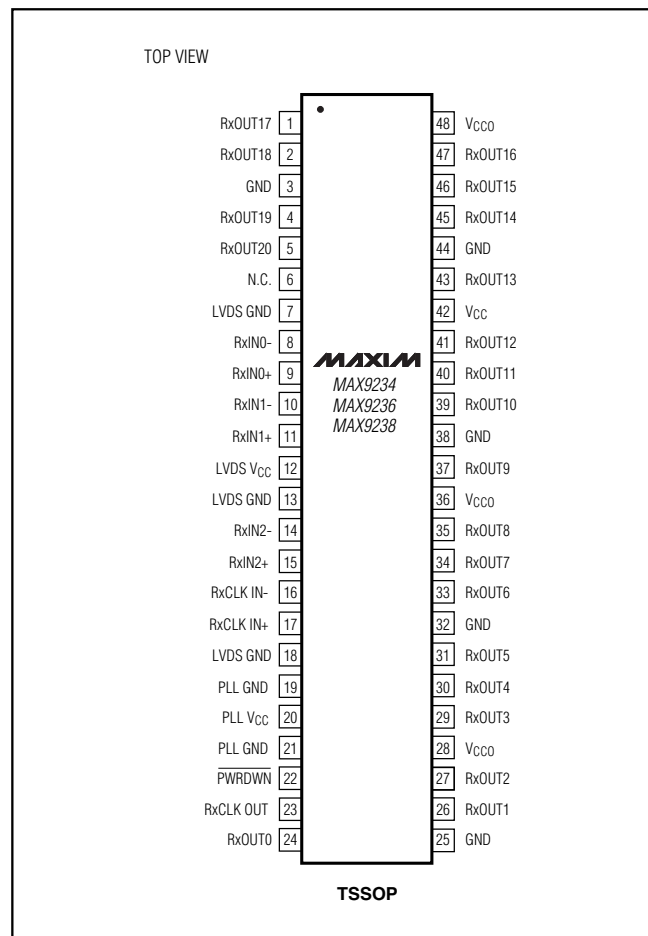 TOP VIEW
RxOUT17 1
RxOUT18 2
GND 3
RxOUT19 4
RxOUT20 5
N.C. 6
LVDS GND 7
RxIN0- 8
RxIN0+ 9
RxIN1- 10
RxIN1+ 11
LVDS VCC 12
LVDS GND 13
RxIN2- 14
RxIN2+ 15
RxCLK IN- 16
RxCLK IN+ 17
LVDS GND 18
PLL GND 19
PLL VCC 20
PLL GND 21
PWRDWN 22
RxCLK OUT 23
RxOUT0 24
MAXIM
MAX9234
MAX9236
MAX9238
48 VCCO
47 RxOUT16
46 RxOUT15
45 RxOUT14
44 GND
43 RxOUT13
42 VCC
41 RxOUT12
40 RxOUT11
39 RxOUT10
38 GND
37 RxOUT9
36 VCCO
35 RxOUT8
34 RxOUT7
33 RxOUT6
32 GND
31 RxOUT5
30 RxOUT4
29 RxOUT3
28 VCCO
27 RxOUT2
26 RxOUT1
25 GND
TSSOP